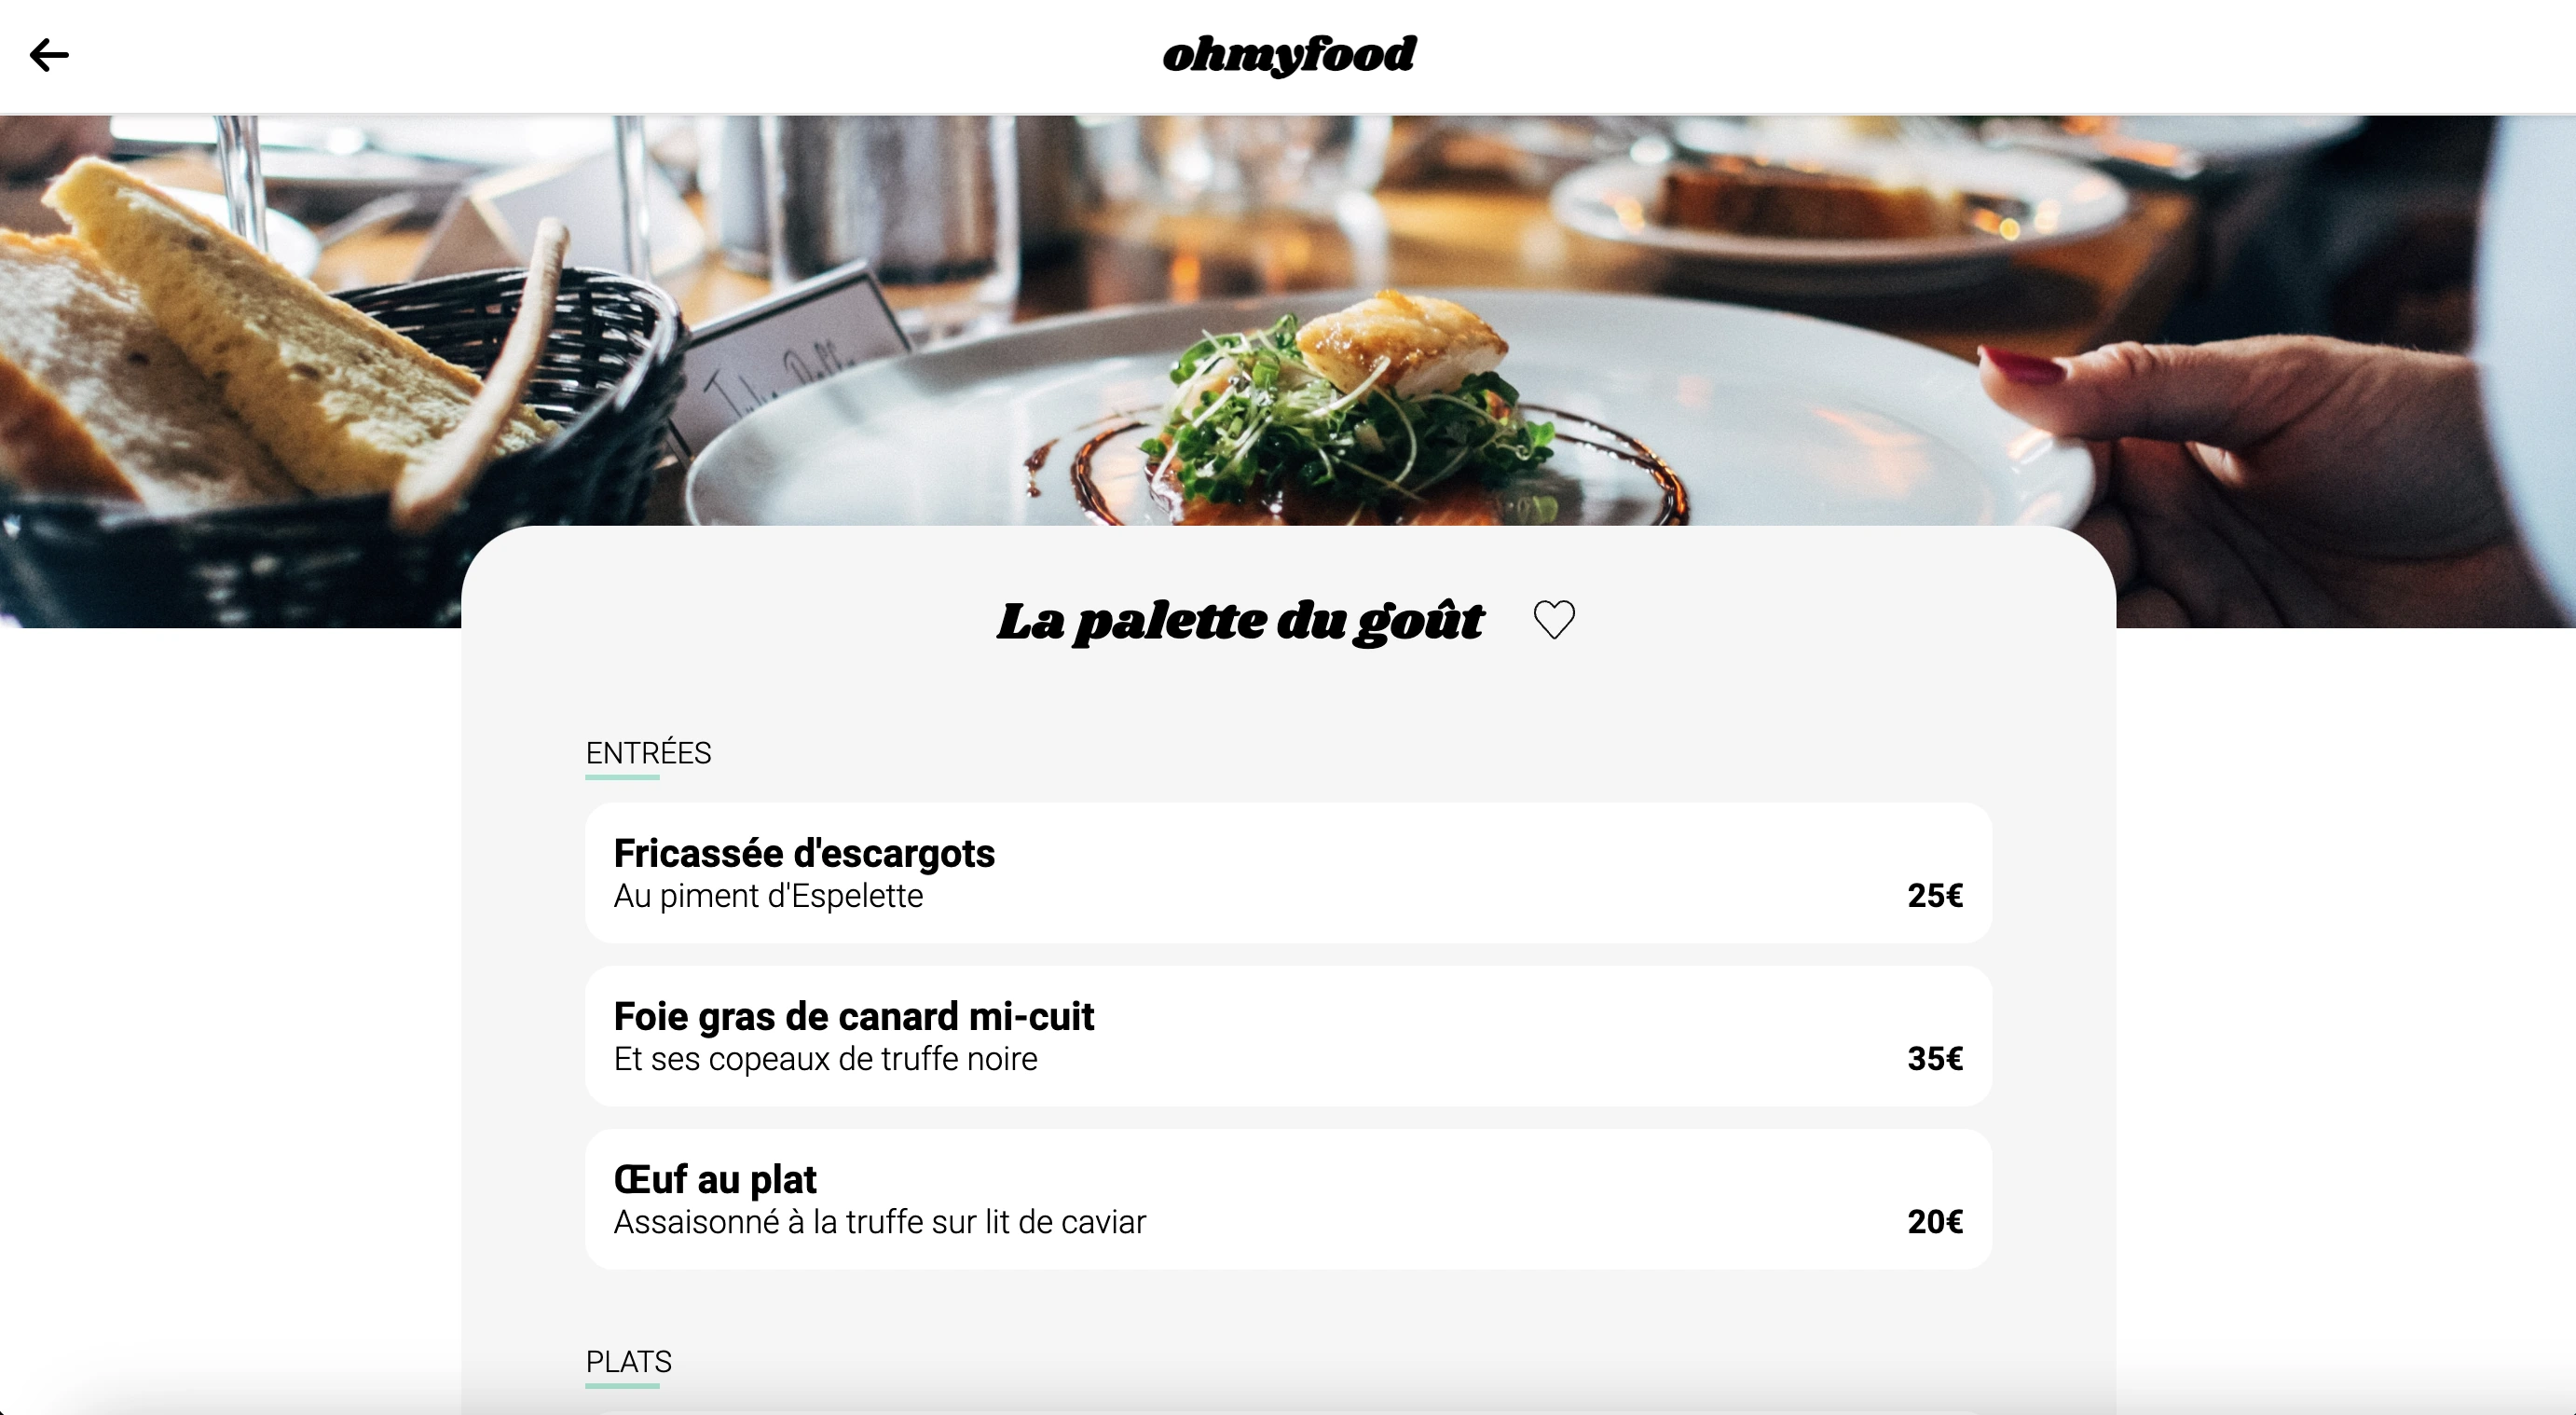 ohmyfood
La palette du goût
ENTRÉES
Fricassée d'escargots
Au piment d'Espelette
25€
Foie gras de canard mi-cuit
Et ses copeaux de truffe noire
35€
Œuf au plat
Assaisonné à la truffe sur lit de caviar
20€
PLATS